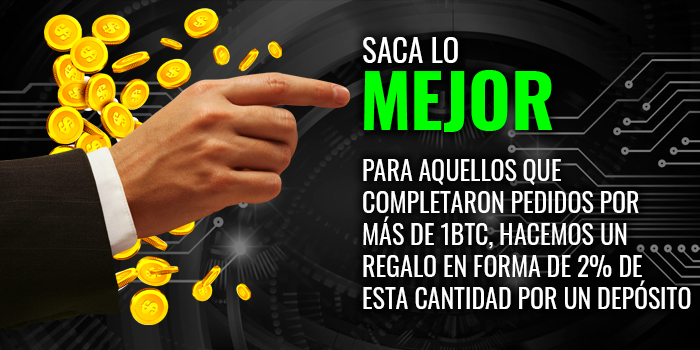 SACA LO
MEJOR
PARA AQUELLOS QUE
COMPLETARON PEDIDOS POR
MÁS DE 1BTC, HACEMOS UN
REGALO EN FORMA DE 2% DE
ESTA CANTIDAD POR UN DEPÓSITO